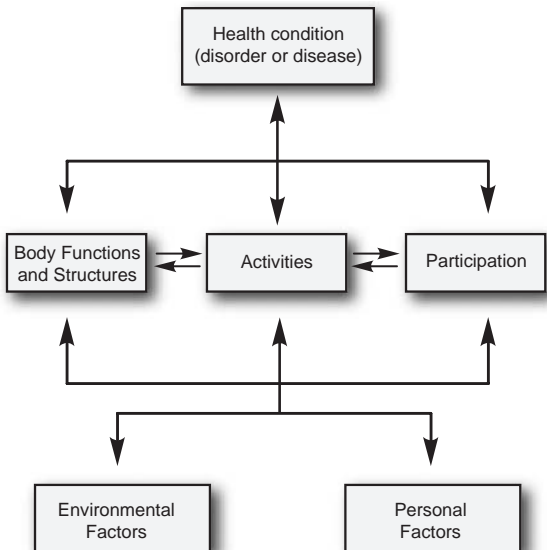 Health condition
(disorder or disease)
Body Functions
and Structures
Activities
Participation
Environmental
Factors
Personal
Factors